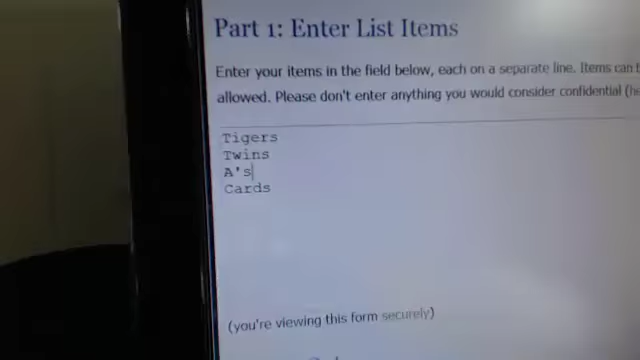 Part 1: Enter List Items
Enter your items in the field below, each on a separate line. Items can
allowed. Please don't enter anything you would consider confidential
Tigers
Twins
A's
Cards
(you're viewing this form securely)